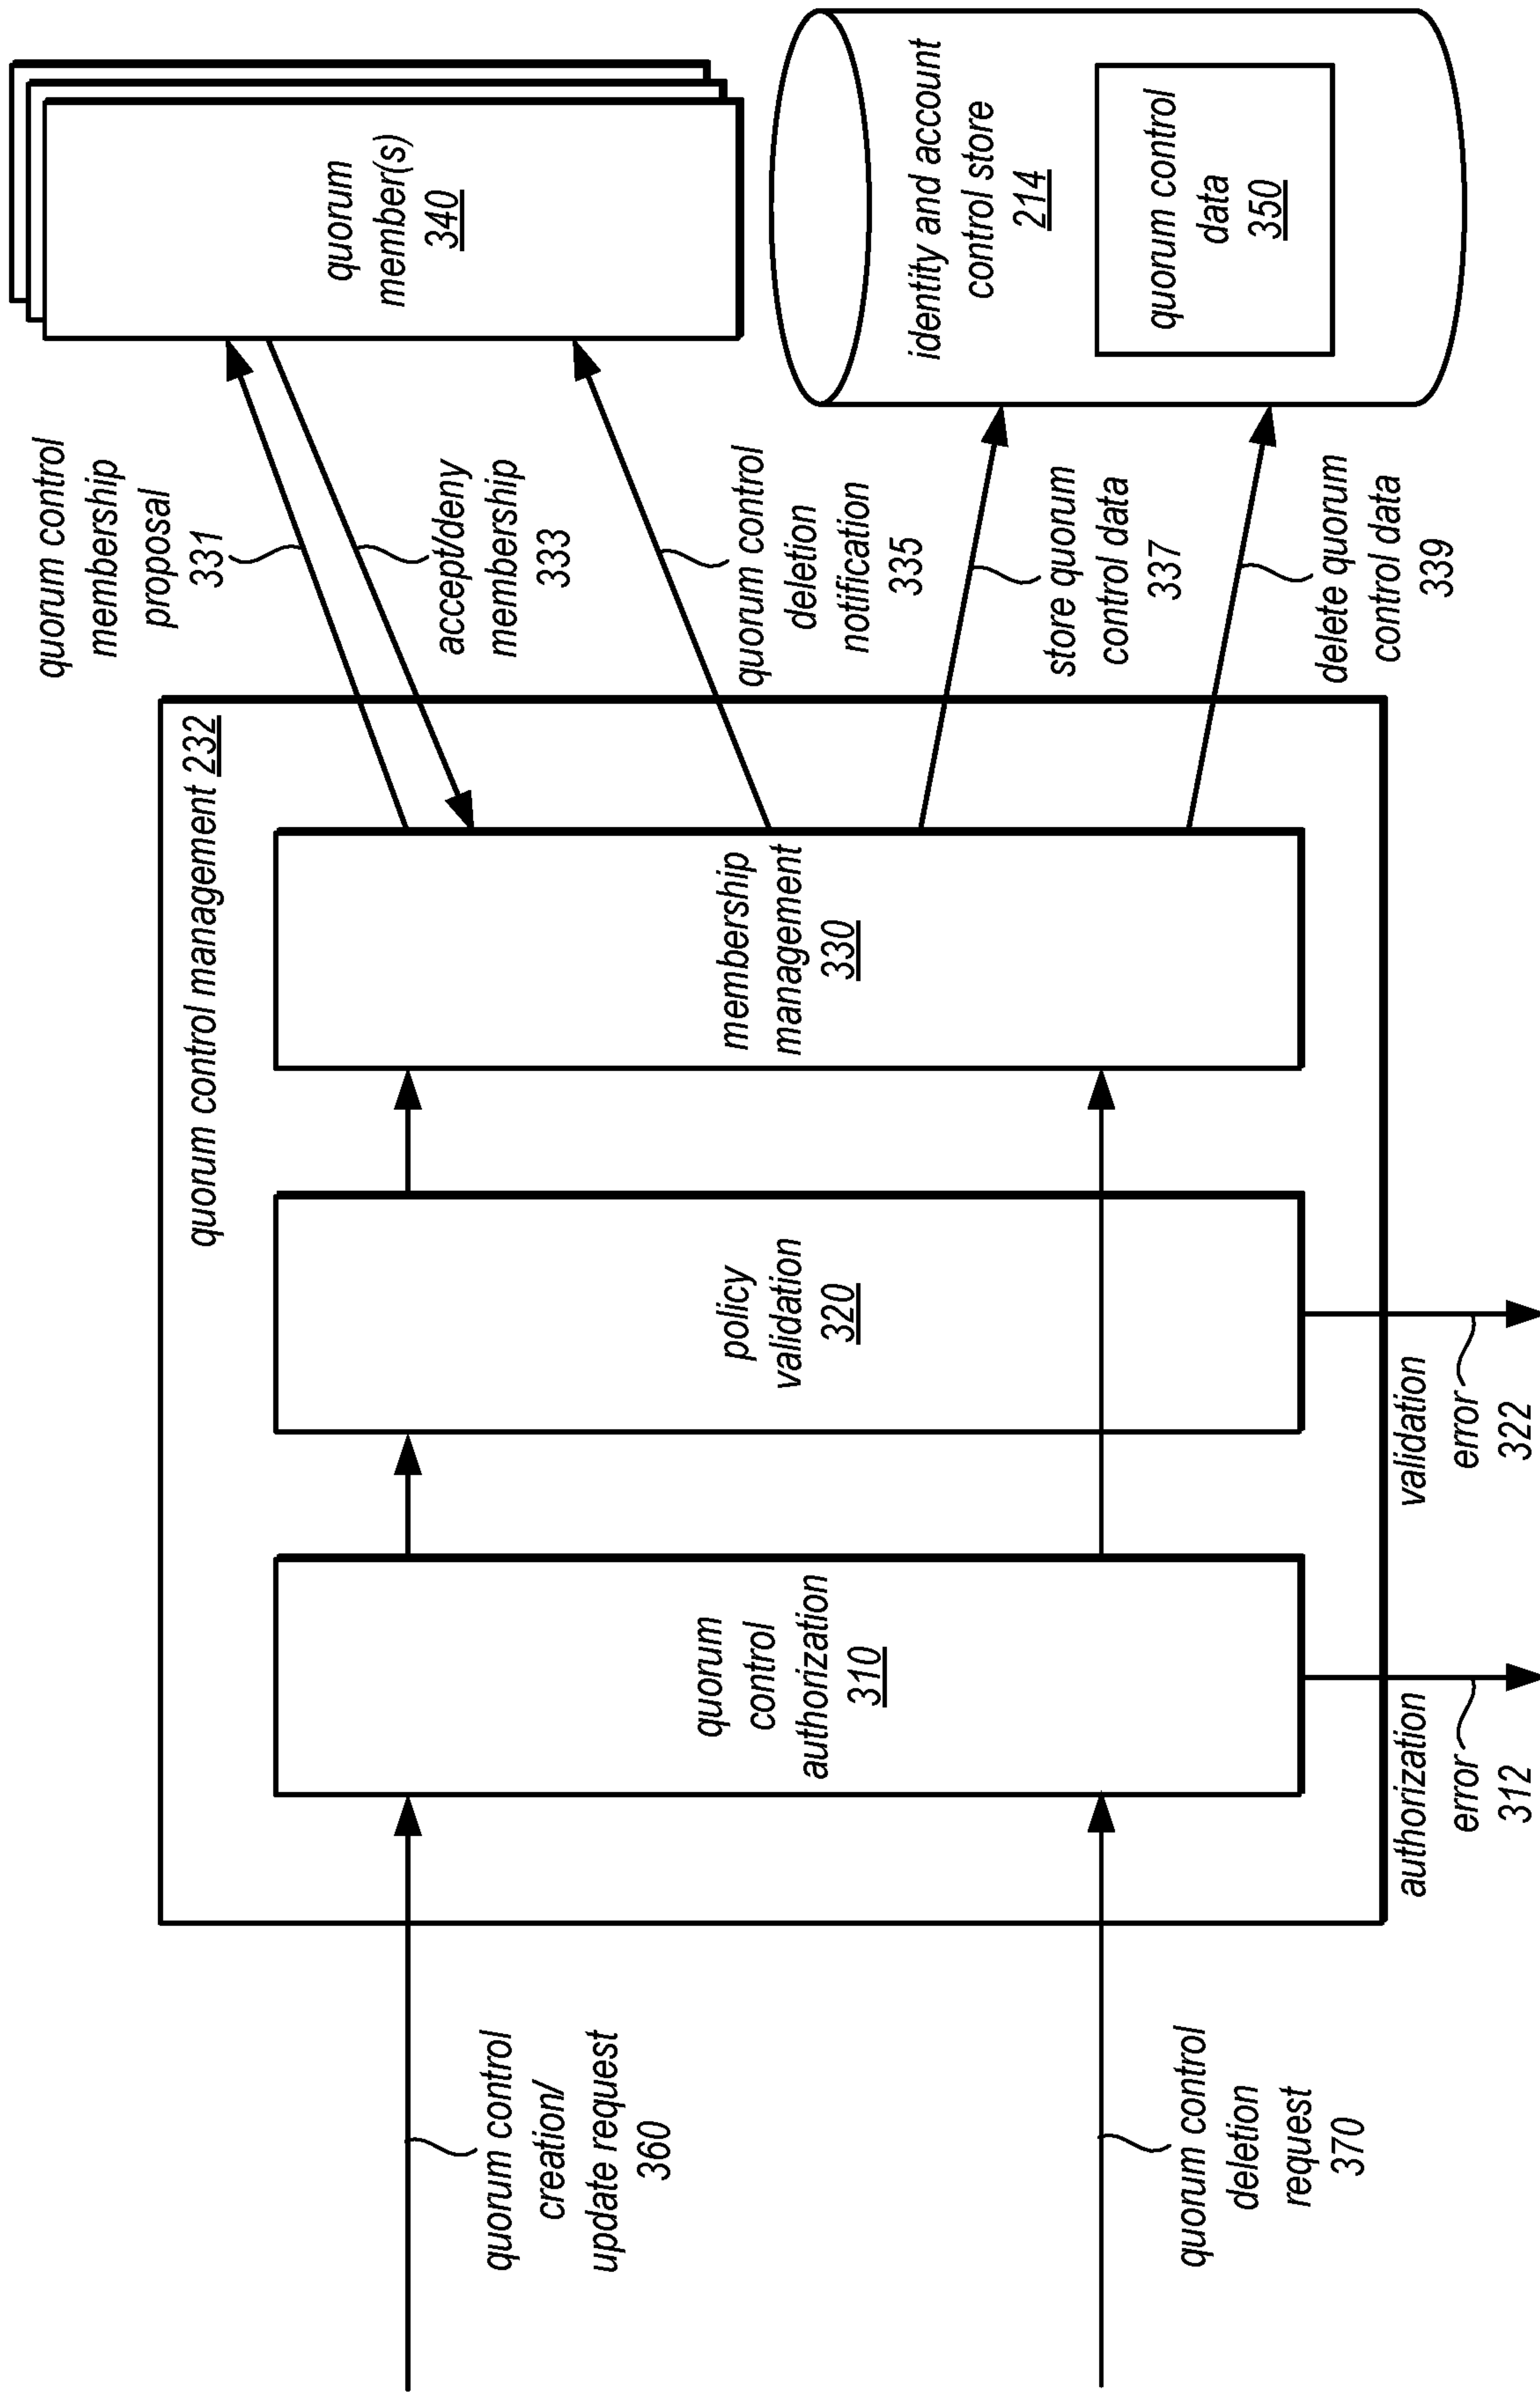 quorum control
creation/
update request
360
quorum control
deletion
request
370
quorum control management 232
quorum
control
authorization
310
policy
validation
320
membership
management
330
authorization
error
312
validation
error
322
quorum control
membership
proposal
331
accept/deny
membership
333
quorum control
deletion
notification
335
store quorum
control data
337
delete quorum
control data
339
quorum
member(s)
340
identity and account
control store
214
quorum control
data
350